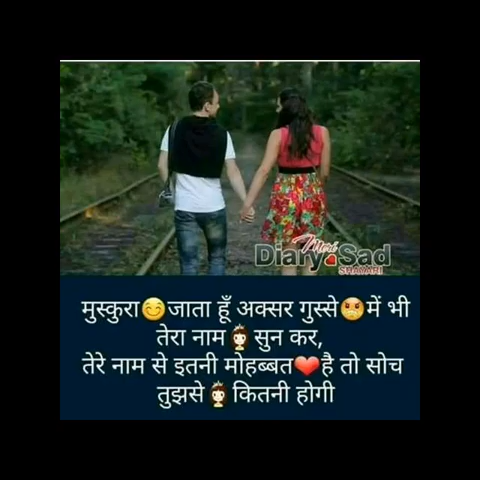 Meri
Diary Sad
SHAYARI
मुस्कुरा😊जाता हूँ अक्सर गुस्से😡में भी
तेरा नाम👸सुन कर,
तेरे नाम से इतनी मोहब्बत❤है तो सोच
तुझसे👸कितनी होगी